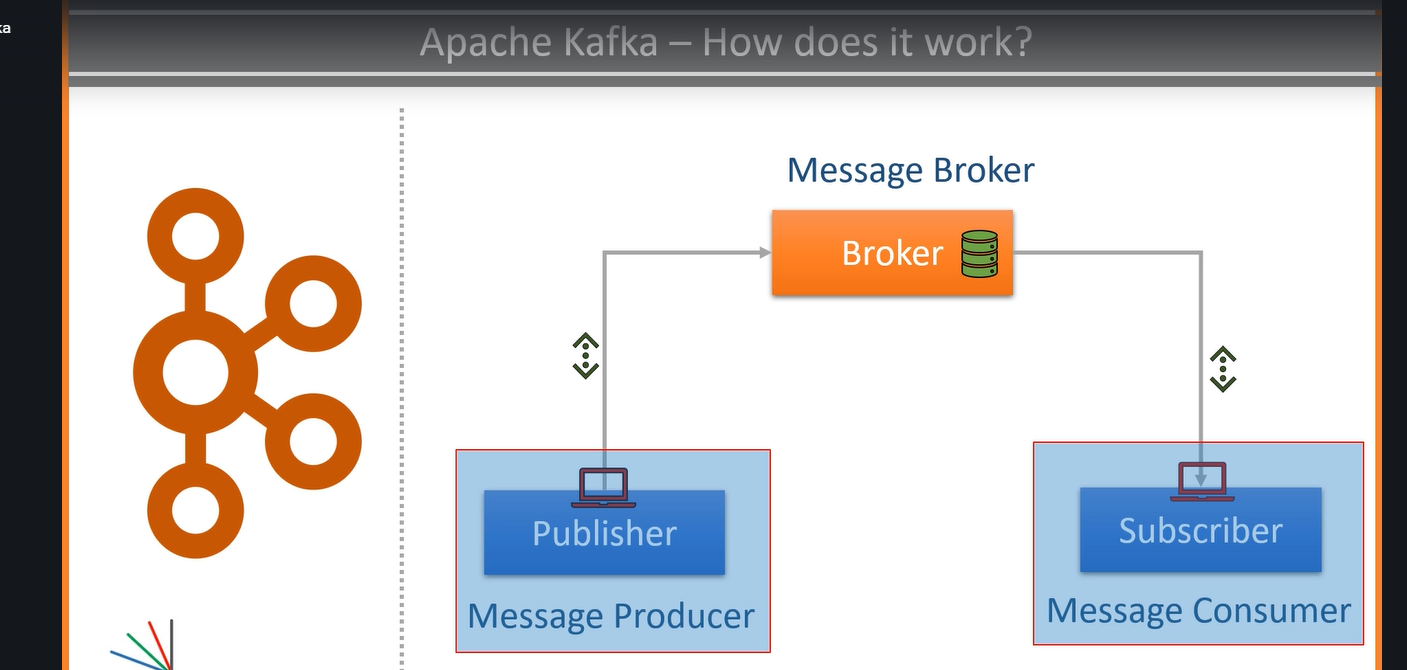 ka
Apache Kafka – How does it work?
Message Broker
Broker
Publisher
Subscriber
Message Producer
Message Consumer